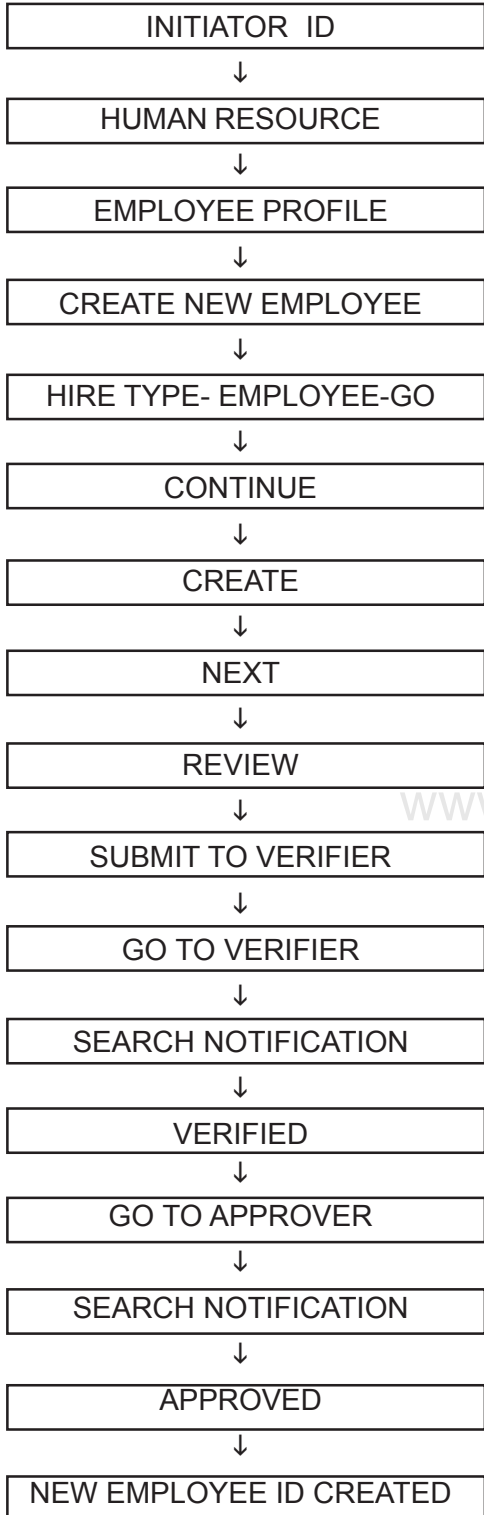 INITIATOR ID
↓
HUMAN RESOURCE
↓
EMPLOYEE PROFILE
↓
CREATE NEW EMPLOYEE
↓
HIRE TYPE- EMPLOYEE-GO
↓
CONTINUE
↓
CREATE
↓
NEXT
↓
REVIEW
↓
SUBMIT TO VERIFIER
↓
GO TO VERIFIER
↓
SEARCH NOTIFICATION
↓
VERIFIED
↓
GO TO APPROVER
↓
SEARCH NOTIFICATION
↓
APPROVED
↓
NEW EMPLOYEE ID CREATED